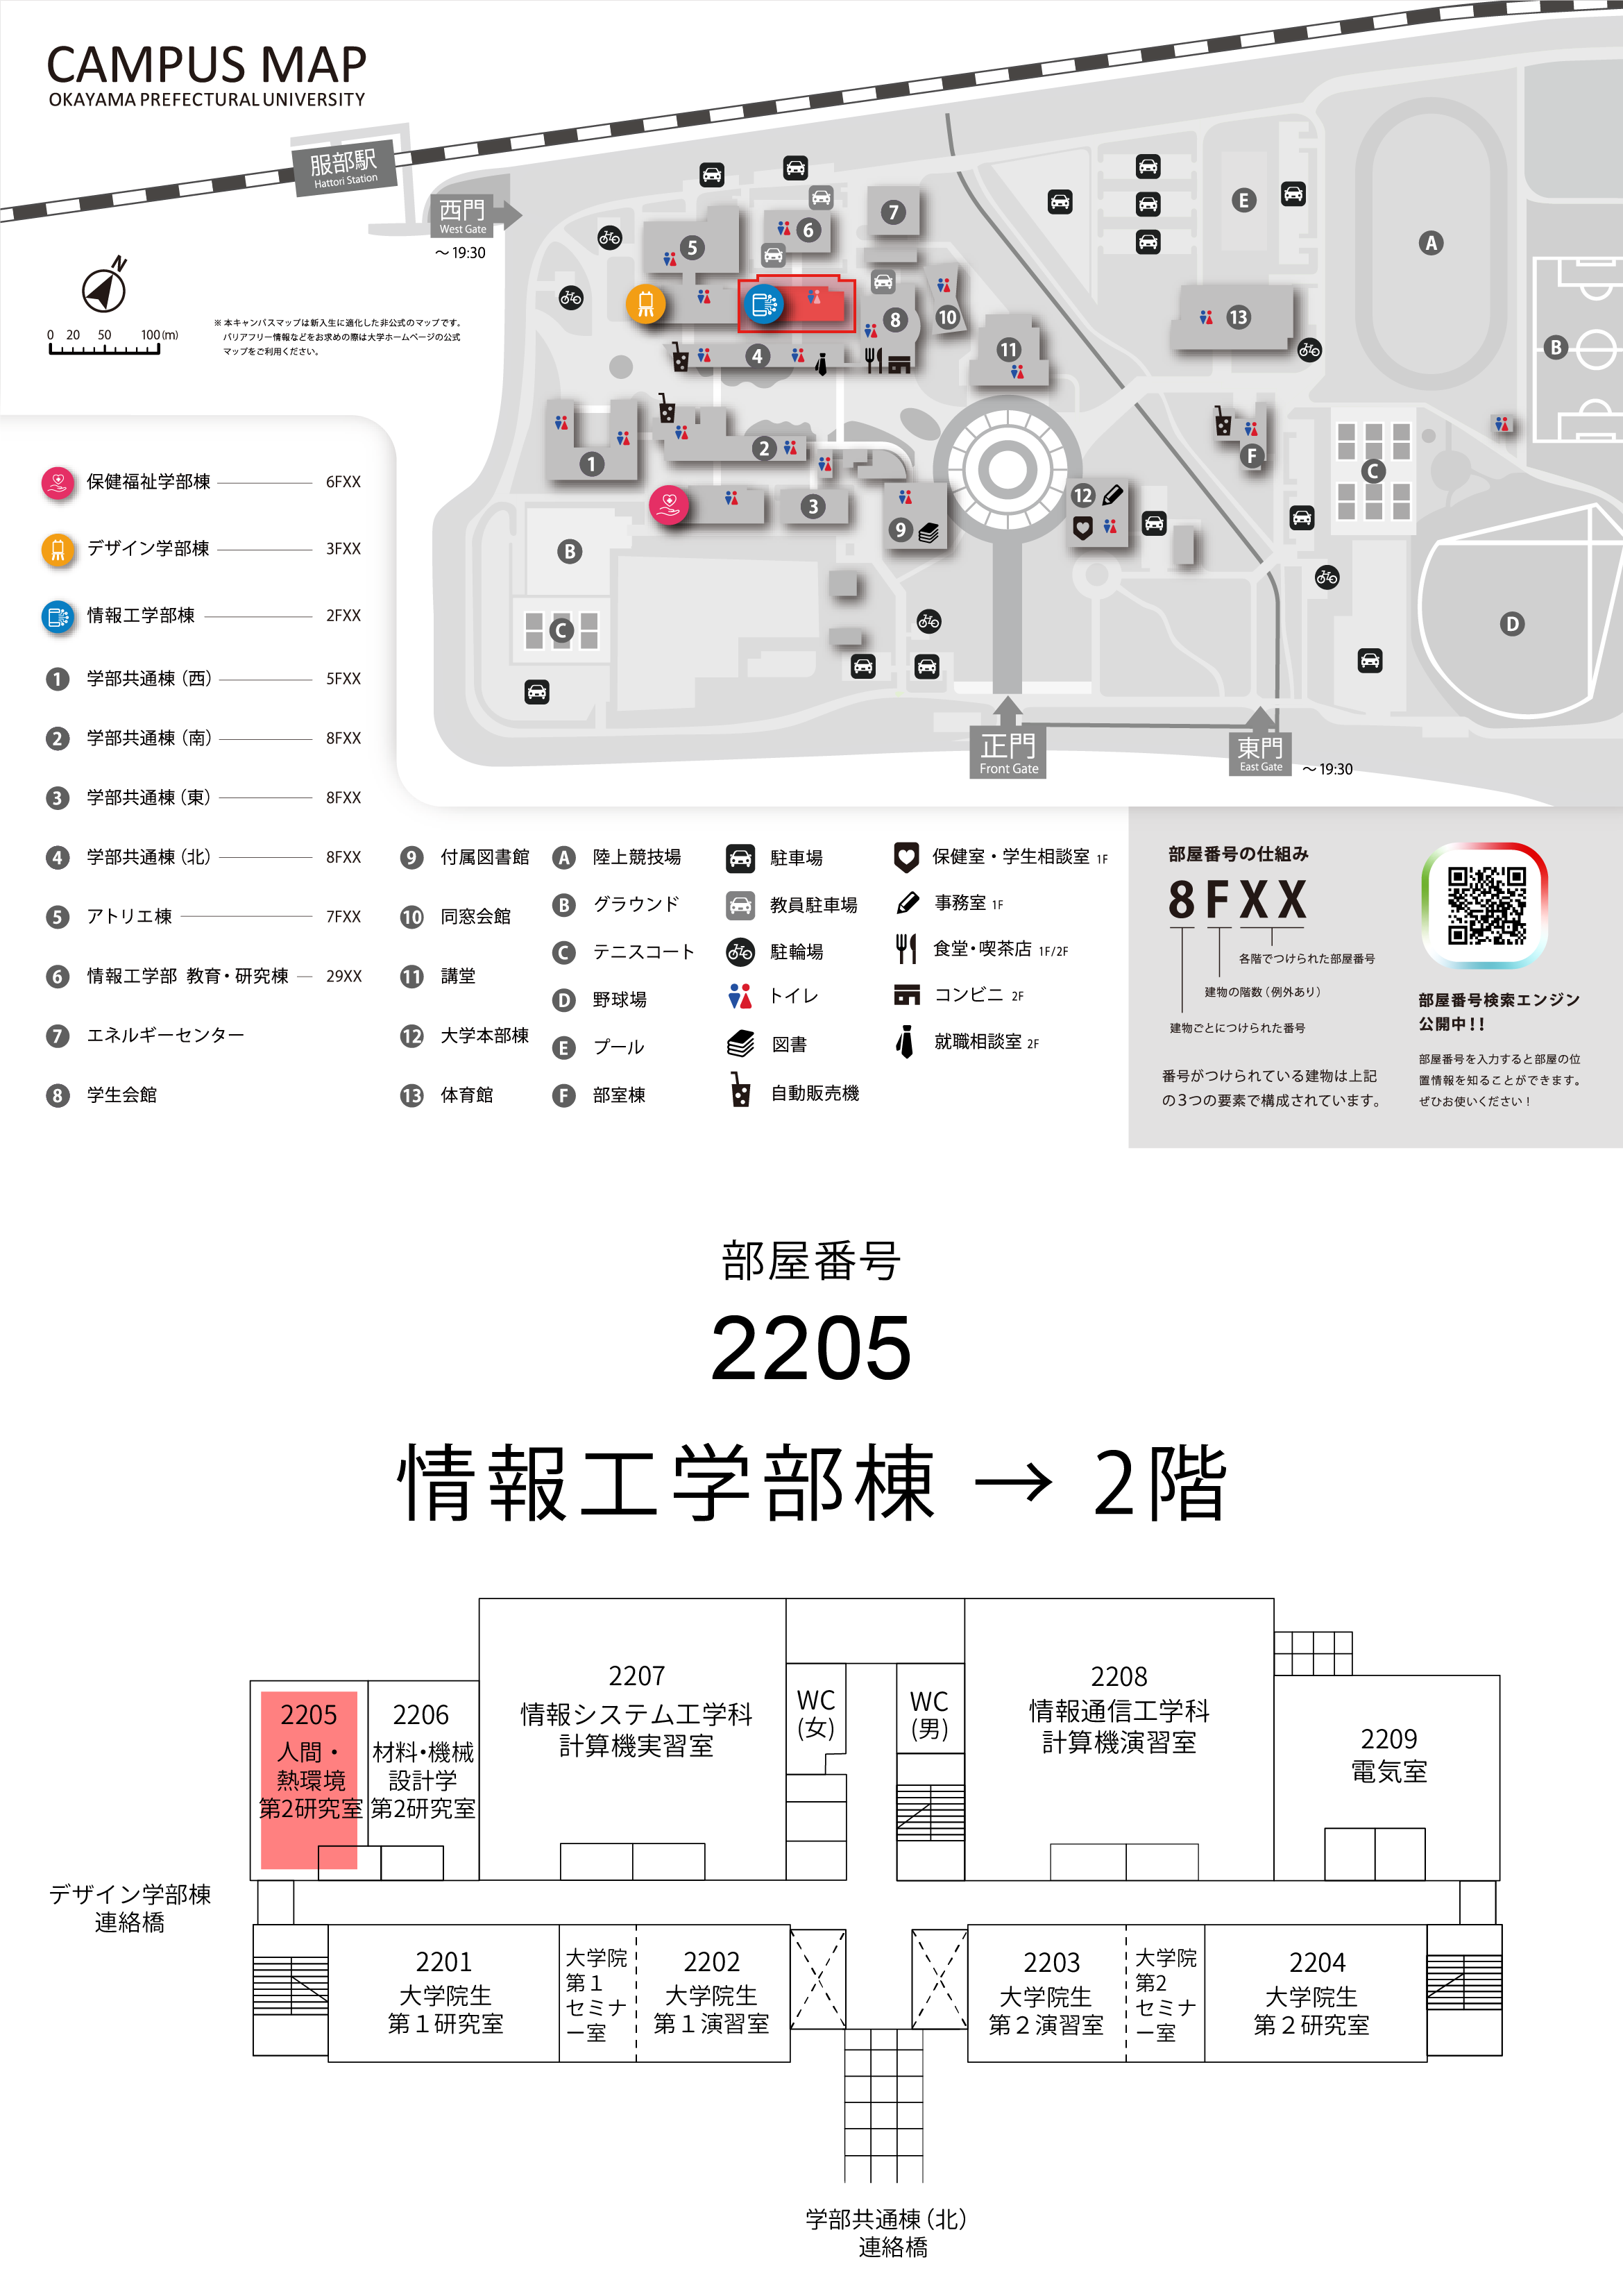 CAMPUS MAP
OKAYAMA PREFECTURAL UNIVERSITY
服部駅
Hattori Station
西門
West Gate
～19:30
N
0 20 50 100(m)
※ 本キャンパスマップは新入生に適化した非公式のマップです。
バリアフリー情報などをお求めの際は大学ホームページの公式
マップをご利用ください。
7
6
5
E
A
8
10
13
11
4
B
2
1
F
C
3
12
9
B
C
D
正門
Front Gate
東門
East Gate
～19:30
保健福祉学部棟 6FXX
デザイン学部棟 3FXX
情報工学部棟 2FXX
1 学部共通棟（西） 5FXX
2 学部共通棟（南） 8FXX
3 学部共通棟（東） 8FXX
4 学部共通棟（北） 8FXX
5 アトリエ棟 7FXX
6 情報工学部 教育・研究棟 29XX
7 エネルギーセンター
8 学生会館
9 付属図書館
10 同窓会館
11 講堂
12 大学本部棟
13 体育館
A 陸上競技場
B グラウンド
C テニスコート
D 野球場
E プール
F 部室棟
駐車場
教員駐車場
駐輪場
トイレ
図書
自動販売機
保健室・学生相談室 1F
事務室 1F
食堂・喫茶店 1F/2F
コンビニ 2F
就職相談室 2F
部屋番号の仕組み
8FXX
各階でつけられた部屋番号
建物の階数（例外あり）
建物ごとにつけられた番号
番号がつけられている建物は上記
の3つの要素で構成されています。
部屋番号検索エンジン
公開中！！
部屋番号を入力すると部屋の位
置情報を知ることができます。
ぜひお使いください！
部屋番号
2205
情報工学部棟 → 2階
2205
人間・
熱環境
第2研究室
2206
材料・機械
設計学
第2研究室
2207
情報システム工学科
計算機実習室
WC
(女)
WC
(男)
2208
情報通信工学科
計算機演習室
2209
電気室
デザイン学部棟
連絡橋
2201
大学院生
第１研究室
大学院
第１
セミナ
ー室
2202
大学院生
第１演習室
2203
大学院生
第２演習室
大学院
第2
セミナ
ー室
2204
大学院生
第２研究室
学部共通棟（北）
連絡橋